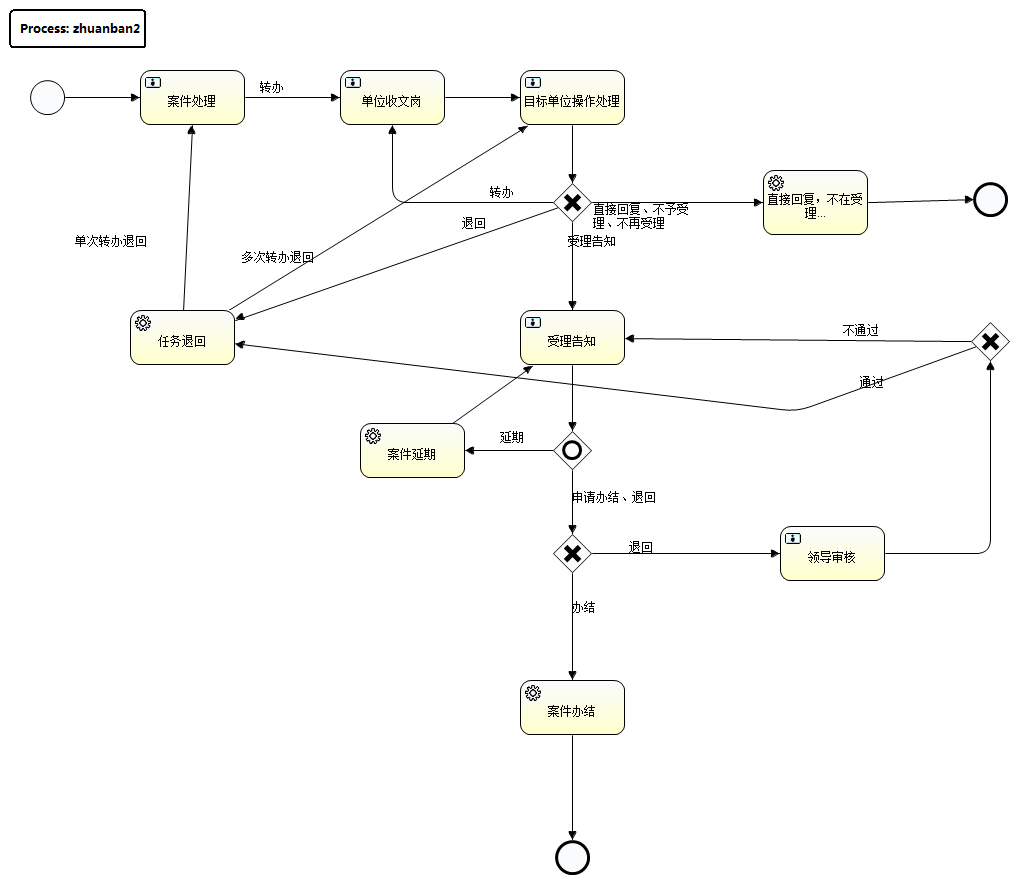 Process: zhuanban2
案件处理
转办
单位收文岗
目标单位操作处理
转办
直接回复、不予受
理、不再受理
直接回复，不在受
理...
退回
受理告知
单次转办退回
多次转办退回
任务退回
受理告知
不通过
通过
案件延期
延期
申请办结、退回
退回
领导审核
办结
案件办结